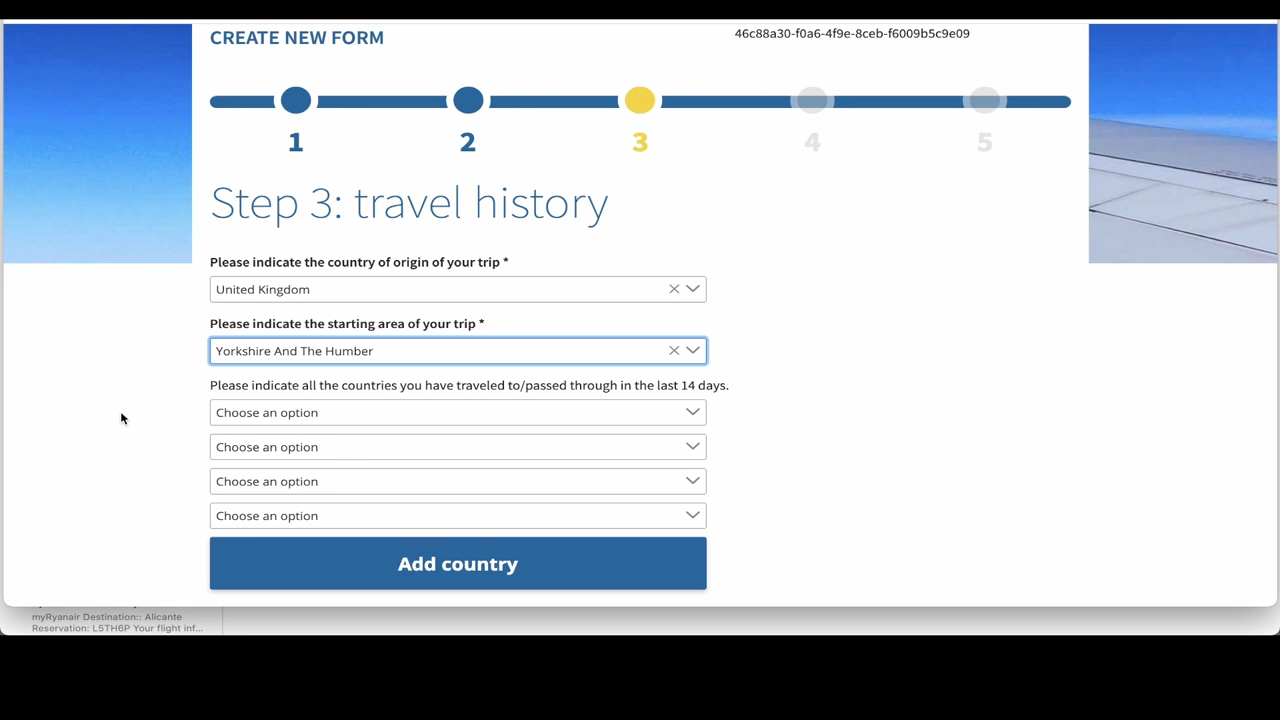 CREATE NEW FORM
46c88a30-f0a6-4f9e-8ceb-f6009b5c9e09
1 2 3 4 5
Step 3: travel history
Please indicate the country of origin of your trip *
United Kingdom
Please indicate the starting area of your trip *
Yorkshire And The Humber
Please indicate all the countries you have traveled to/passed through in the last 14 days.
Choose an option
Choose an option
Choose an option
Choose an option
Add country
myRyanair Destination:: Alicante
Reservation: L5TH6P Your flight inf...